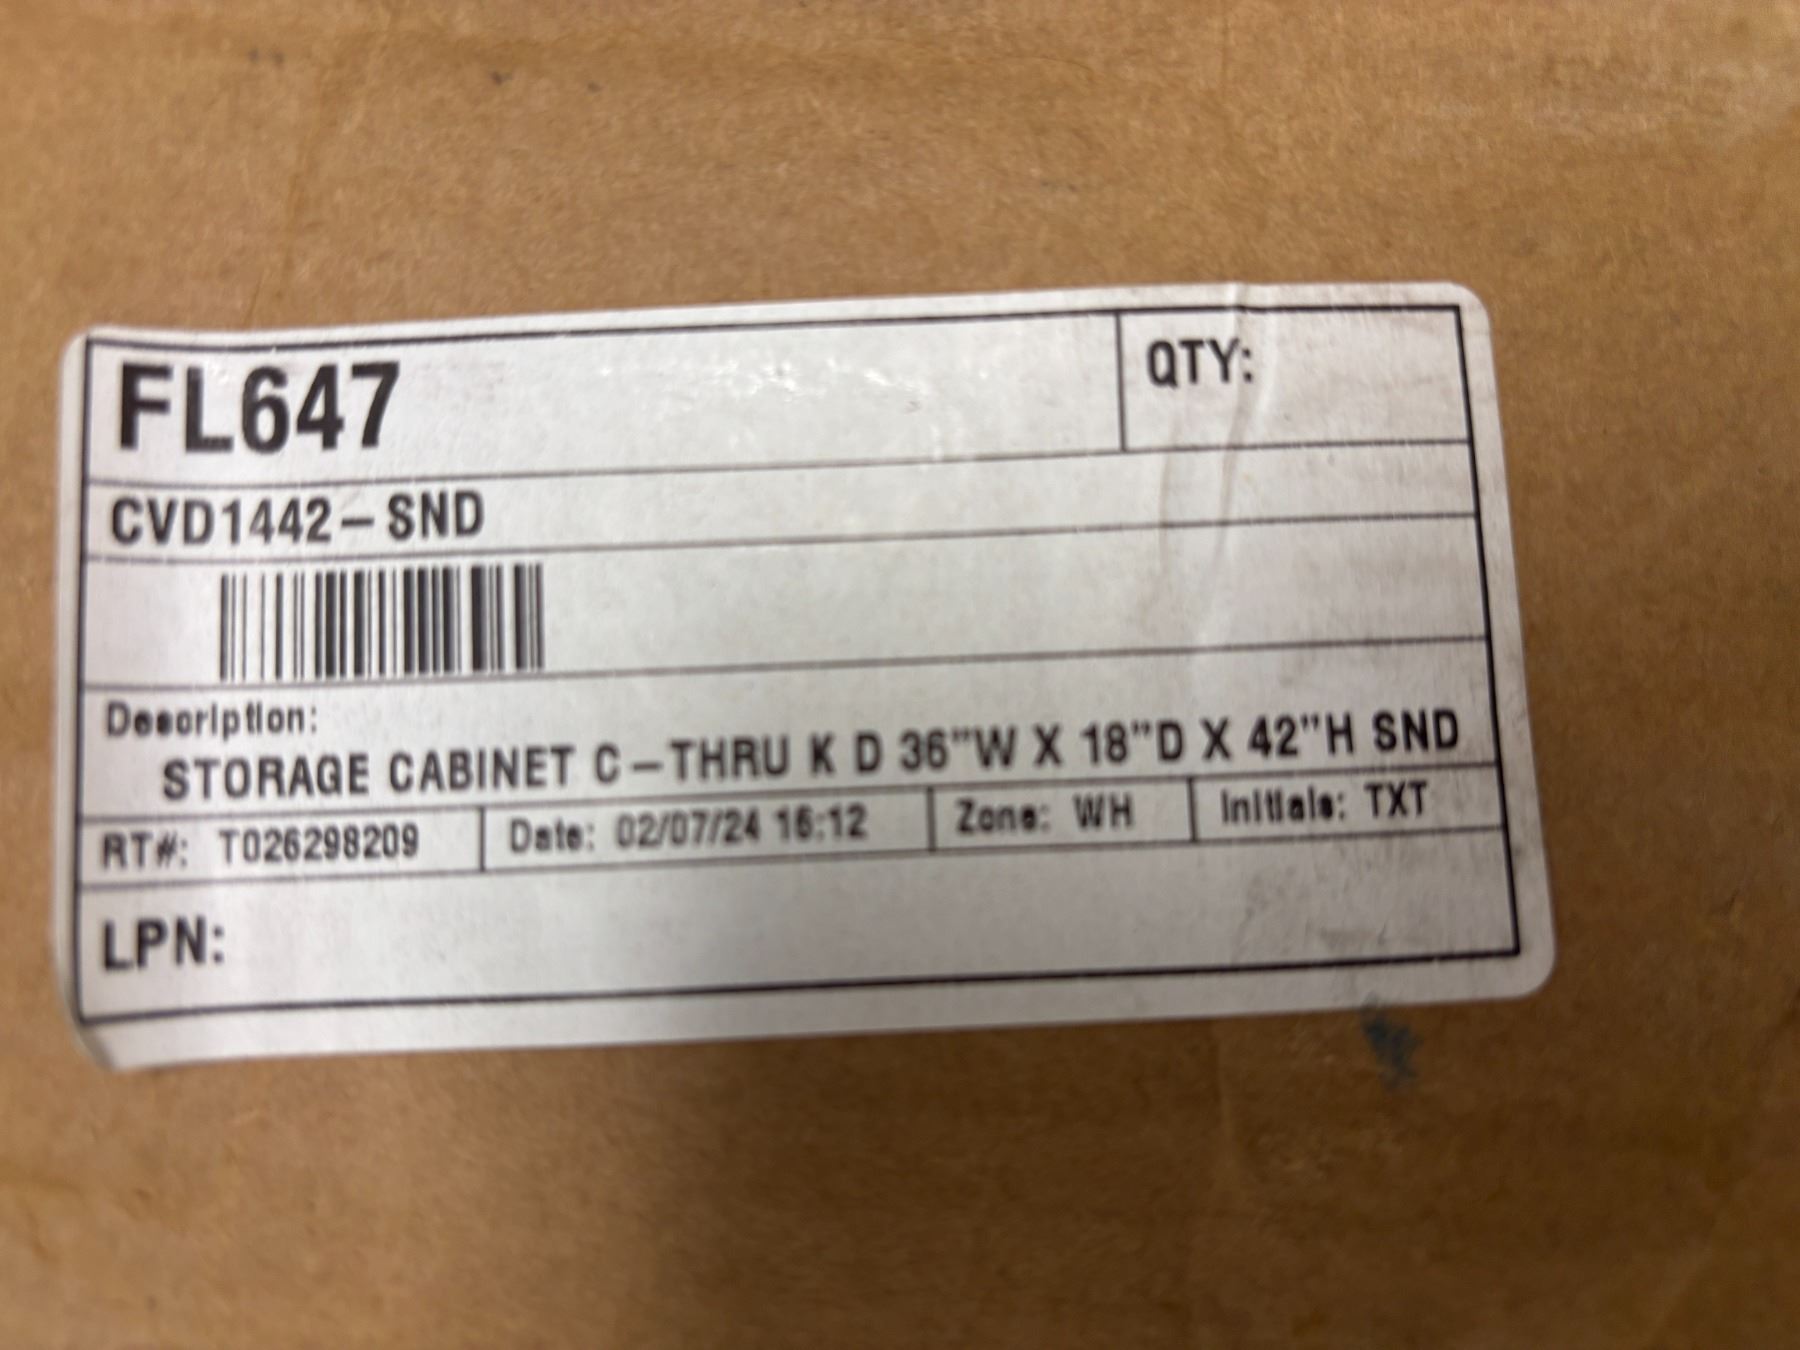 FL647
QTY:
CVD1442-SND
Description:
STORAGE CABINET C-THRU K D 36"W X 18"D X 42"H SND
RT#: T026298209 Date: 02/07/24 16:12 Zone: WH Initials: TXT
LPN: